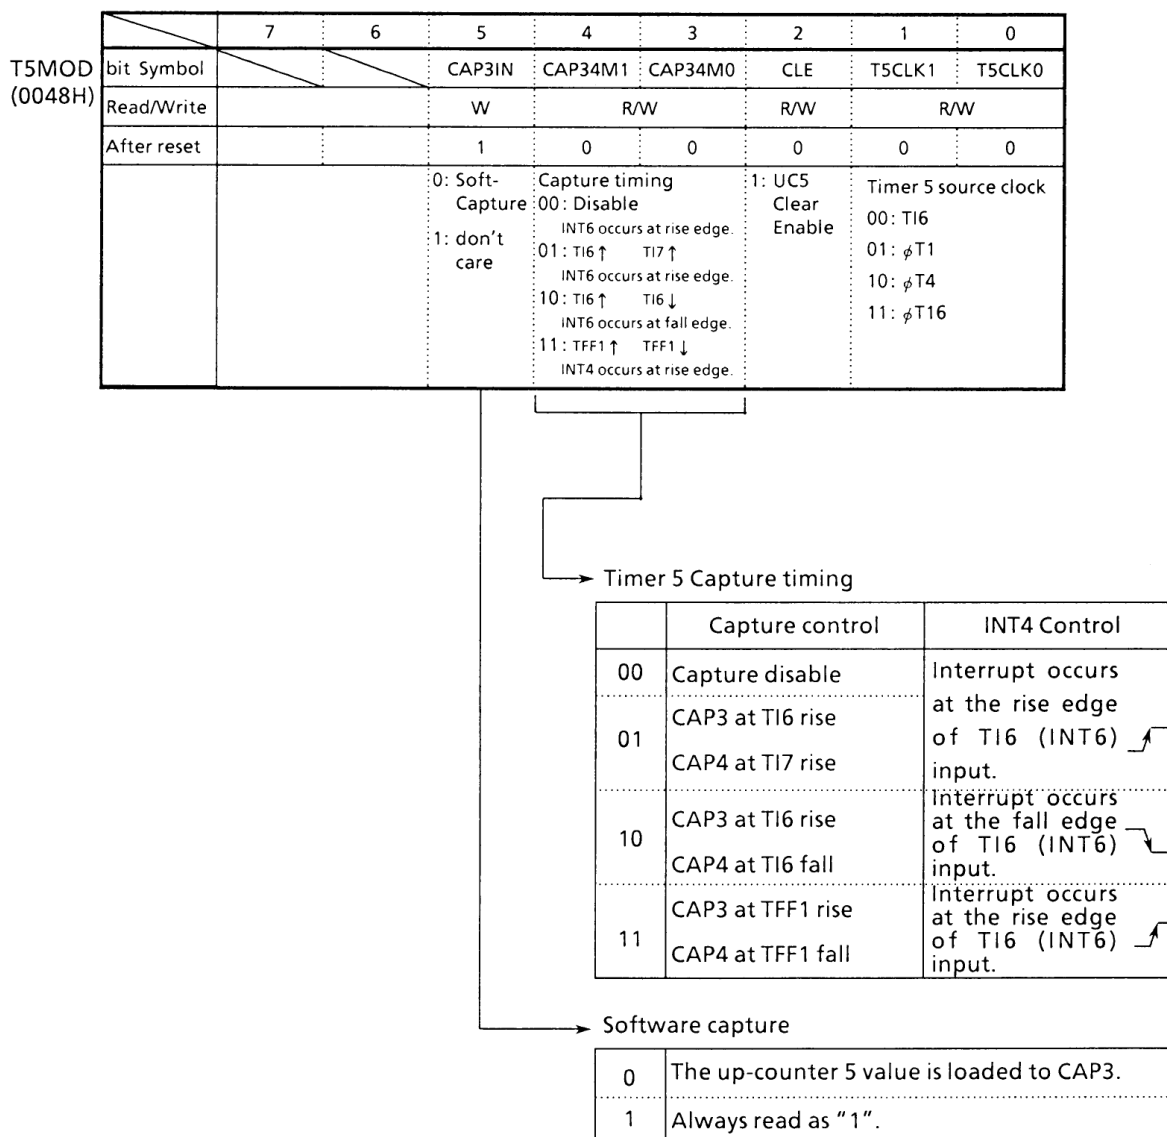 7 6 5 4 3 2 1 0
T5MOD
(0048H)
bit Symbol CAP3IN CAP34M1 CAP34M0 CLE T5CLK1 T5CLK0
Read/Write W R/W R/W R/W
After reset 1 0 0 0 0 0
0: Soft-
Capture
1: don't
care
Capture timing
00: Disable
INT6 occurs at rise edge.
01: TI6↑ TI7↑
INT6 occurs at rise edge.
10: TI6↑ TI6↓
INT6 occurs at fall edge.
11: TFF1↑ TFF1↓
INT4 occurs at rise edge.
1: UC5
Clear
Enable
Timer 5 source clock
00: TI6
01: φT1
10: φT4
11: φT16
Timer 5 Capture timing
Capture control INT4 Control
00 Capture disable
01 CAP3 at TI6 rise
CAP4 at TI7 rise
Interrupt occurs
at the rise edge
of TI6 (INT6)
input.
10 CAP3 at TI6 rise
CAP4 at TI6 fall
Interrupt occurs
at the fall edge
of TI6 (INT6)
input.
11 CAP3 at TFF1 rise
CAP4 at TFF1 fall
Interrupt occurs
at the rise edge
of TI6 (INT6)
input.
Software capture
0 The up-counter 5 value is loaded to CAP3.
1 Always read as "1".